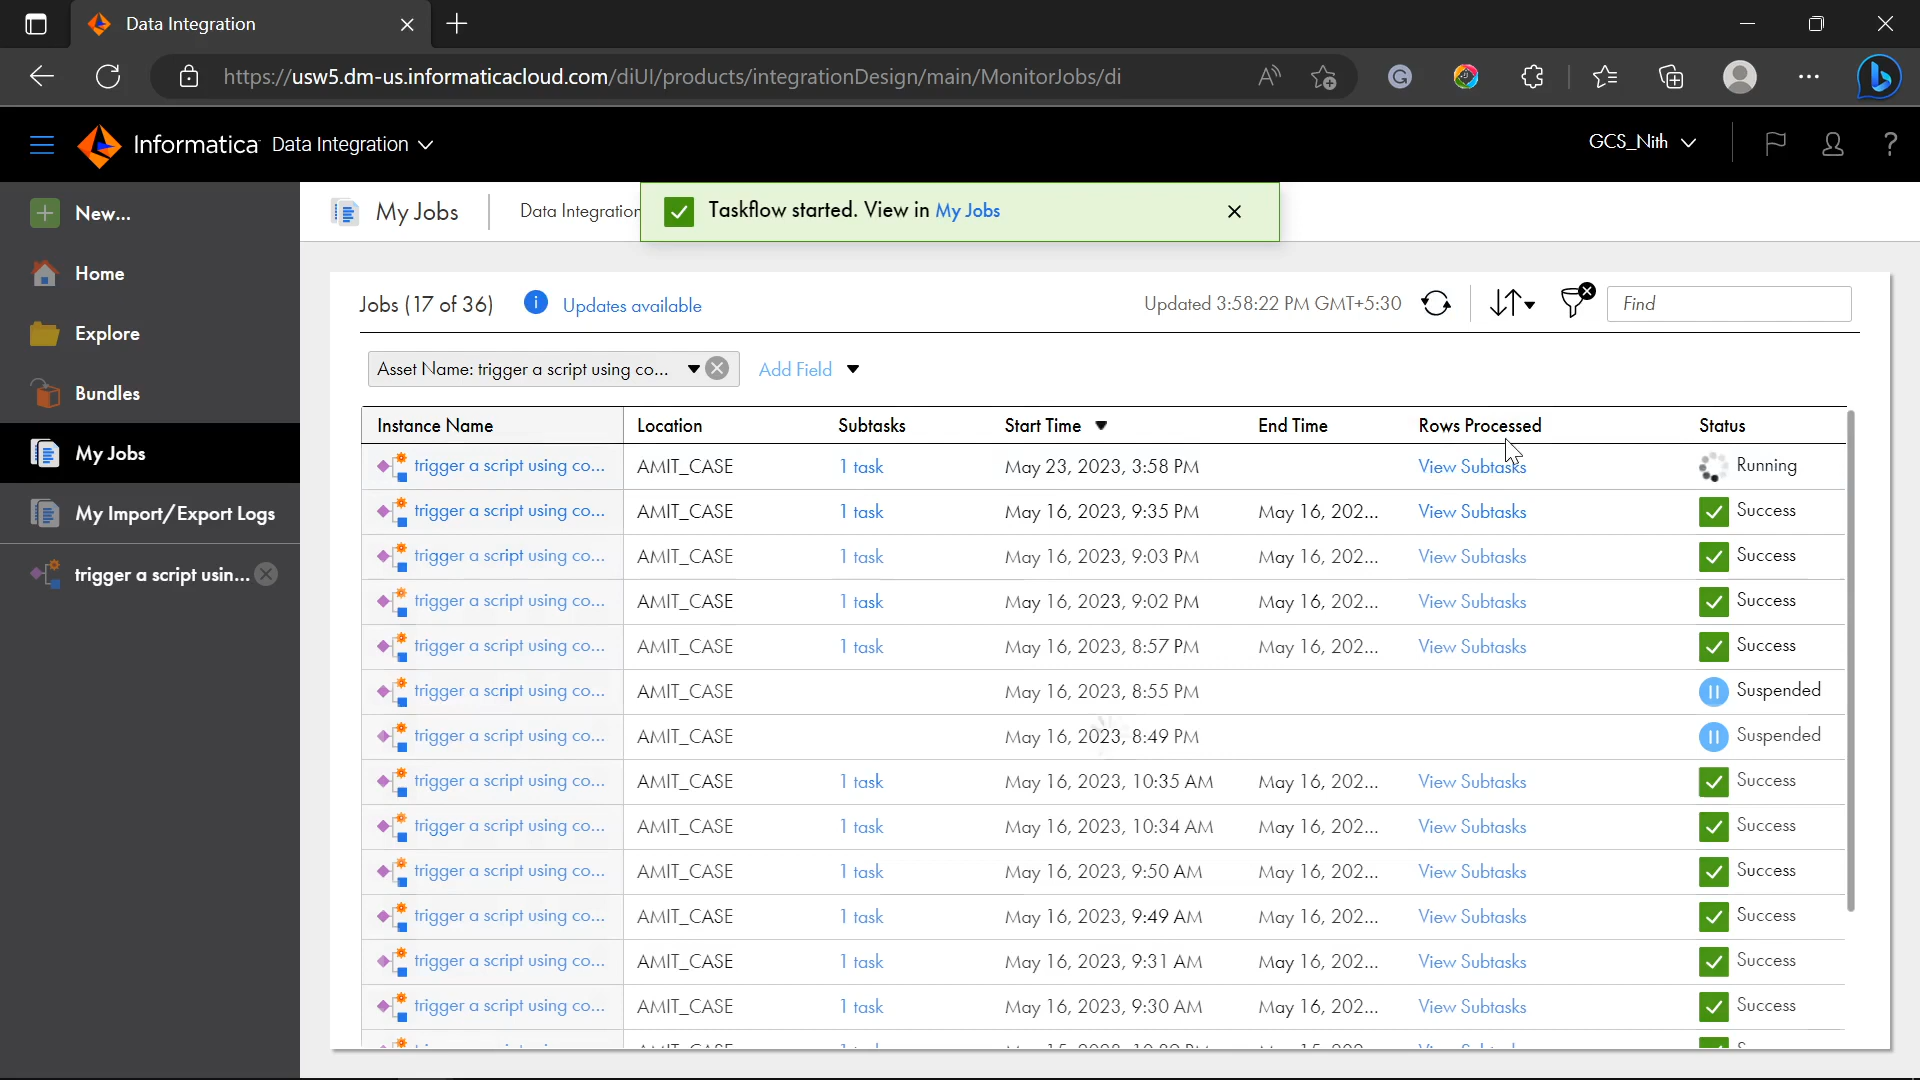 Data Integration
https://usw5.dm-us.informaticacloud.com/diUI/products/integrationDesign/main/MonitorJobs/di
Informatica Data Integration
GCS_Nith
?
New...
Home
Explore
Bundles
My Jobs
My Import/Export Logs
trigger a script usin...
My Jobs
Data Integration
Taskflow started. View in My Jobs
Jobs (17 of 36)
Updates available
Updated 3:58:22 PM GMT+5:30
Find
Asset Name: trigger a script using co...
Add Field
Instance Name Location Subtasks Start Time End Time Rows Processed Status
trigger a script using co... AMIT_CASE 1 task May 23, 2023, 3:58 PM View Subtasks Running
trigger a script using co... AMIT_CASE 1 task May 16, 2023, 9:35 PM May 16, 202... View Subtasks Success
trigger a script using co... AMIT_CASE 1 task May 16, 2023, 9:03 PM May 16, 202... View Subtasks Success
trigger a script using co... AMIT_CASE 1 task May 16, 2023, 9:02 PM May 16, 202... View Subtasks Success
trigger a script using co... AMIT_CASE 1 task May 16, 2023, 8:57 PM May 16, 202... View Subtasks Success
trigger a script using co... AMIT_CASE May 16, 2023, 8:55 PM Suspended
trigger a script using co... AMIT_CASE May 16, 2023, 8:49 PM Suspended
trigger a script using co... AMIT_CASE 1 task May 16, 2023, 10:35 AM May 16, 202... View Subtasks Success
trigger a script using co... AMIT_CASE 1 task May 16, 2023, 10:34 AM May 16, 202... View Subtasks Success
trigger a script using co... AMIT_CASE 1 task May 16, 2023, 9:50 AM May 16, 202... View Subtasks Success
trigger a script using co... AMIT_CASE 1 task May 16, 2023, 9:49 AM May 16, 202... View Subtasks Success
trigger a script using co... AMIT_CASE 1 task May 16, 2023, 9:31 AM May 16, 202... View Subtasks Success
trigger a script using co... AMIT_CASE 1 task May 16, 2023, 9:30 AM May 16, 202... View Subtasks Success